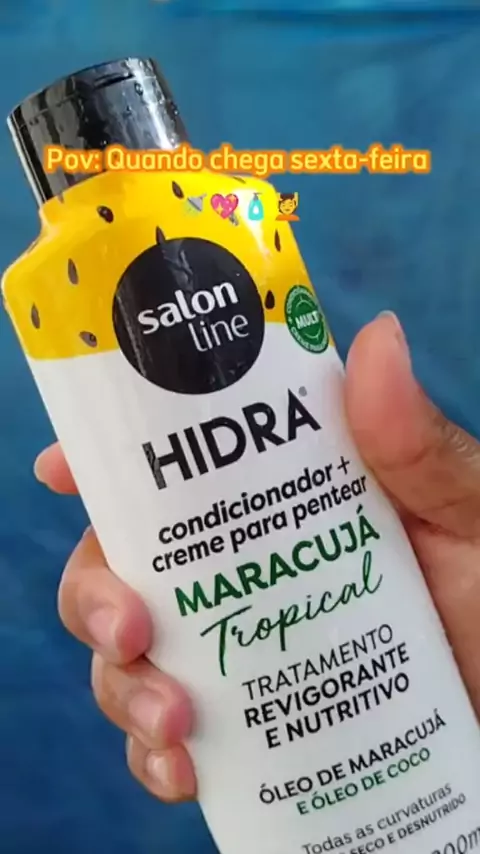 Pov: Quando chega sexta-feira
salon
line
MULTI
HIDRA
condicionador +
creme para pentear
MARACUJÁ
Tropical
TRATAMENTO
REVIGORANTE
E NUTRITIVO
ÓLEO DE MARACUJÁ
E ÓLEO DE COCO
Todas as curvaturas
SECO E DESNUTRIDO